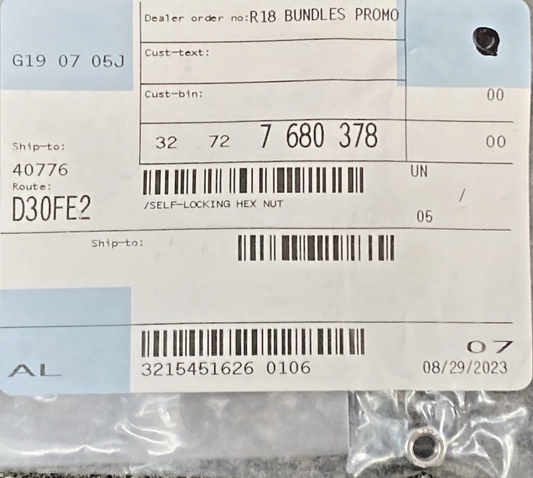 Dealer order no:R18 BUNDLES PROMO
G19 07 05J
Cust-text:
Cust-bin:
00
32 72 7 680 378
00
Ship-to:
40776
UN
Route:
/
D30FE2
/SELF-LOCKING HEX NUT
05
Ship-to:
07
AL
3215451626 0106
08/29/2023